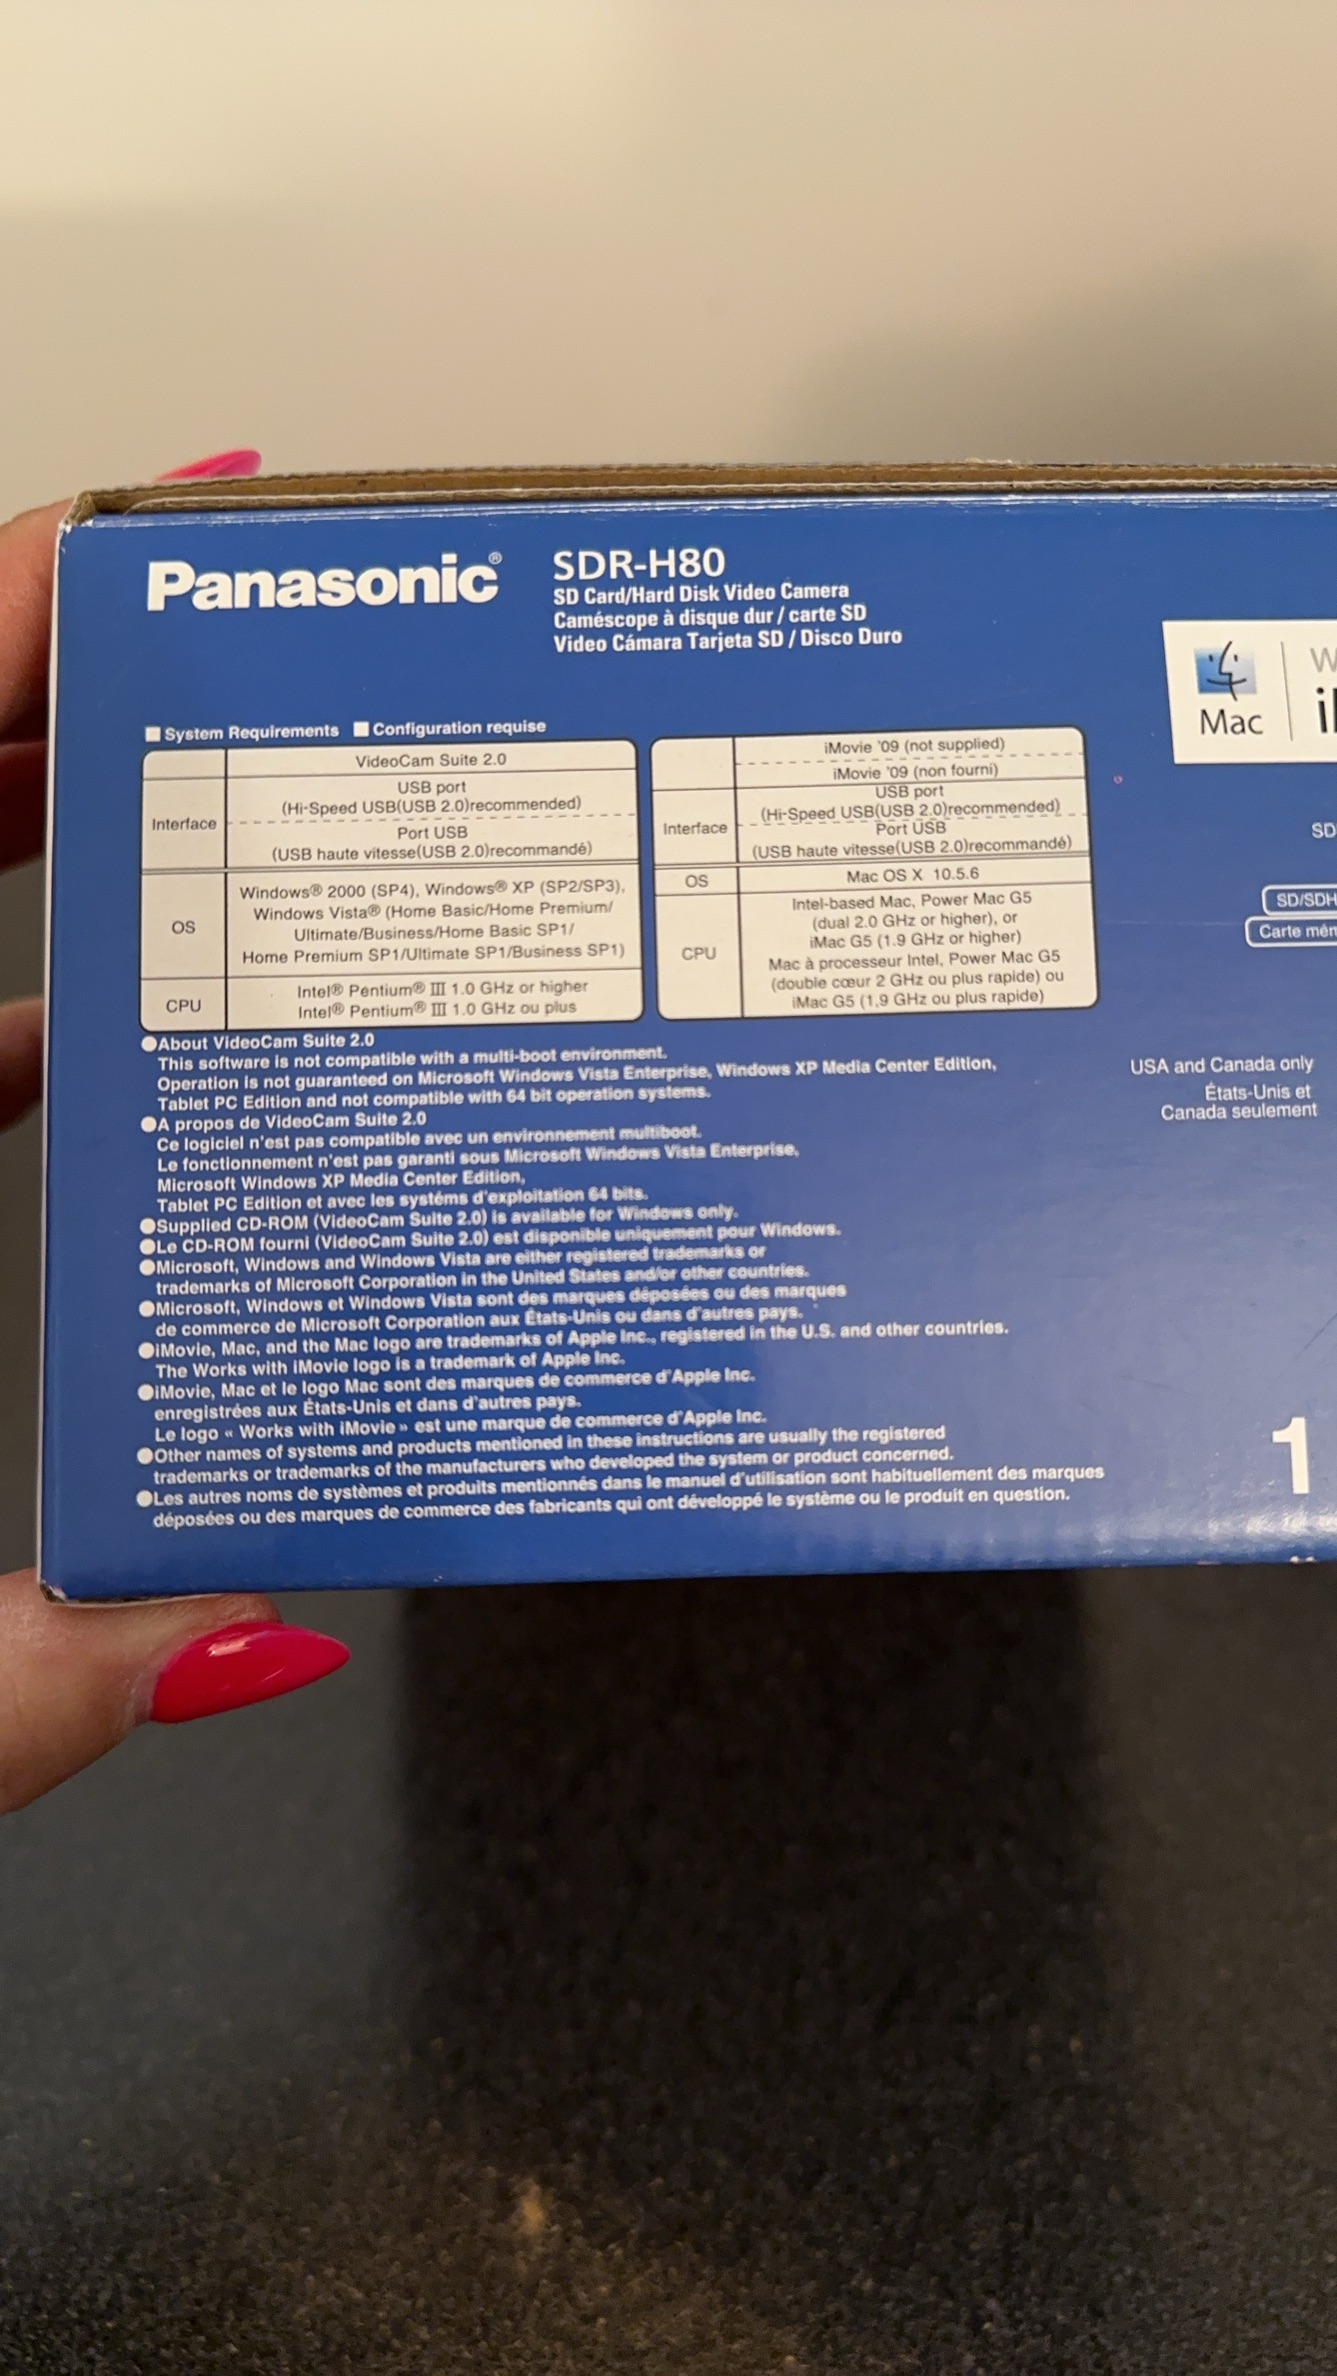 Panasonic®
SDR-H80
SD Card/Hard Disk Video Camera
Caméscope à disque dur / carte SD
Video Cámara Tarjeta SD / Disco Duro
Mac
SD
SD/SDH
Carte mém
■ System Requirements ■ Configuration requise
VideoCam Suite 2.0
Interface
USB port
(Hi-Speed USB(USB 2.0)recommended)
Port USB
(USB haute vitesse(USB 2.0)recommandé)
OS
Windows® 2000 (SP4), Windows® XP (SP2/SP3),
Windows Vista® (Home Basic/Home Premium/
Ultimate/Business/Home Basic SP1/
Home Premium SP1/Ultimate SP1/Business SP1)
CPU
Intel® Pentium® III 1.0 GHz or higher
Intel® Pentium® III 1.0 GHz ou plus
iMovie '09 (not supplied)
iMovie '09 (non fourni)
Interface
USB port
(Hi-Speed USB(USB 2.0)recommended)
Port USB
(USB haute vitesse(USB 2.0)recommandé)
OS
Mac OS X 10.5.6
CPU
Intel-based Mac, Power Mac G5
(dual 2.0 GHz or higher), or
iMac G5 (1.9 GHz or higher)
Mac à processeur Intel, Power Mac G5
(double cœur 2 GHz ou plus rapide) ou
iMac G5 (1,9 GHz ou plus rapide)
●About VideoCam Suite 2.0
This software is not compatible with a multi-boot environment.
Operation is not guaranteed on Microsoft Windows Vista Enterprise, Windows XP Media Center Edition,
Tablet PC Edition and not compatible with 64 bit operation systems.
●A propos de VideoCam Suite 2.0
Ce logiciel n'est pas compatible avec un environnement multiboot.
Le fonctionnement n'est pas garanti sous Microsoft Windows Vista Enterprise,
Microsoft Windows XP Media Center Edition,
Tablet PC Edition et avec les systéms d'exploitation 64 bits.
●Supplied CD-ROM (VideoCam Suite 2.0) is available for Windows only.
●Le CD-ROM fourni (VideoCam Suite 2.0) est disponible uniquement pour Windows.
●Microsoft, Windows and Windows Vista are either registered trademarks or
trademarks of Microsoft Corporation in the United States and/or other countries.
●Microsoft, Windows et Windows Vista sont des marques déposées ou des marques
de commerce de Microsoft Corporation aux États-Unis ou dans d'autres pays.
●iMovie, Mac, and the Mac logo are trademarks of Apple Inc., registered in the U.S. and other countries.
The Works with iMovie logo is a trademark of Apple Inc.
●iMovie, Mac et le logo Mac sont des marques de commerce d'Apple Inc.
enregistrées aux États-Unis et dans d'autres pays.
Le logo « Works with iMovie » est une marque de commerce d'Apple Inc.
●Other names of systems and products mentioned in these instructions are usually the registered
trademarks or trademarks of the manufacturers who developed the system or product concerned.
●Les autres noms de systèmes et produits mentionnés dans le manuel d'utilisation sont habituellement des marques
déposées ou des marques de commerce des fabricants qui ont développé le système ou le produit en question.
USA and Canada only
États-Unis et
Canada seulement
1